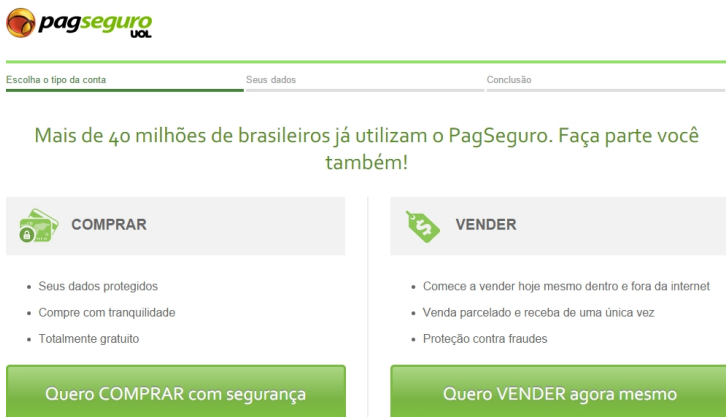 pagseguro
UOL
Escolha o tipo da conta
Seus dados
Conclusão
Mais de 40 milhões de brasileiros já utilizam o PagSeguro. Faça parte você
também!
COMPRAR
Seus dados protegidos
Compre com tranquilidade
Totalmente gratuito
Quero COMPRAR com segurança
VENDER
Comece a vender hoje mesmo dentro e fora da internet
Venda parcelado e receba de uma única vez
Proteção contra fraudes
Quero VENDER agora mesmo